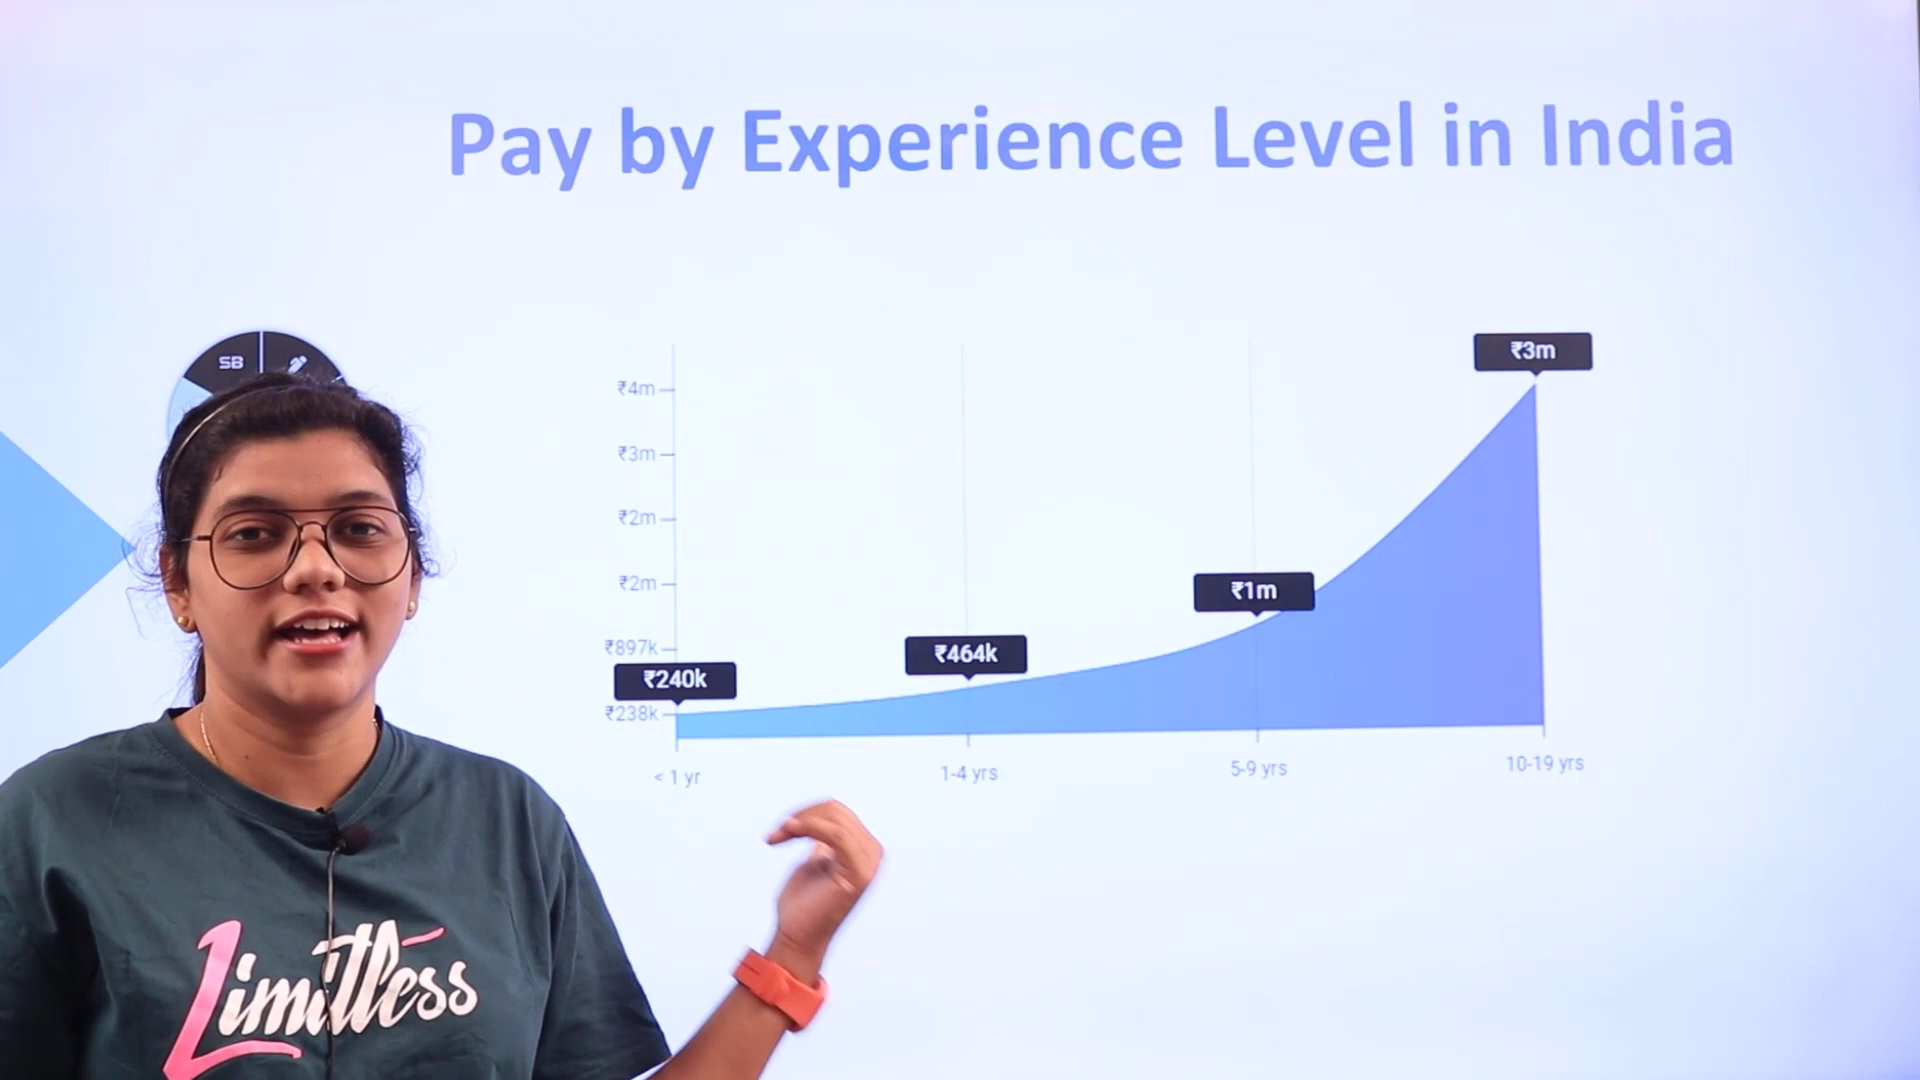 Pay by Experience Level in India
SB
₹3m
₹4m
₹3m
₹2m
₹2m
₹1m
₹897k
₹464k
₹240k
₹238k
< 1 yr
1-4 yrs
5-9 yrs
10-19 yrs
Limitless